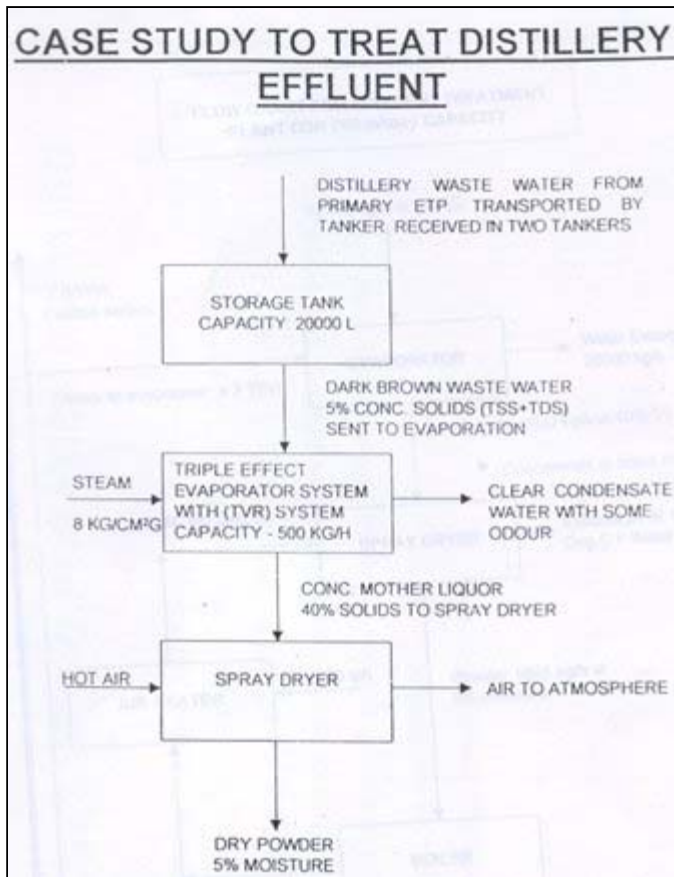 CASE STUDY TO TREAT DISTILLERY
EFFLUENT
DISTILLERY WASTE WATER FROM
PRIMARY ETP TRANSPORTED BY
TANKER RECEIVED IN TWO TANKERS
STORAGE TANK
CAPACITY 20000 L
DARK BROWN WASTE WATER
5% CONC. SOLIDS (TSS+TDS)
SENT TO EVAPORATION
STEAM
8 KG/CM²G
TRIPLE EFFECT
EVAPORATOR SYSTEM
WITH (TVR) SYSTEM
CAPACITY - 500 KG/H
CLEAR CONDENSATE
WATER WITH SOME
ODOUR
CONC. MOTHER LIQUOR
40% SOLIDS TO SPRAY DRYER
HOT AIR
SPRAY DRYER
AIR TO ATMOSPHERE
DRY POWDER
5% MOISTURE